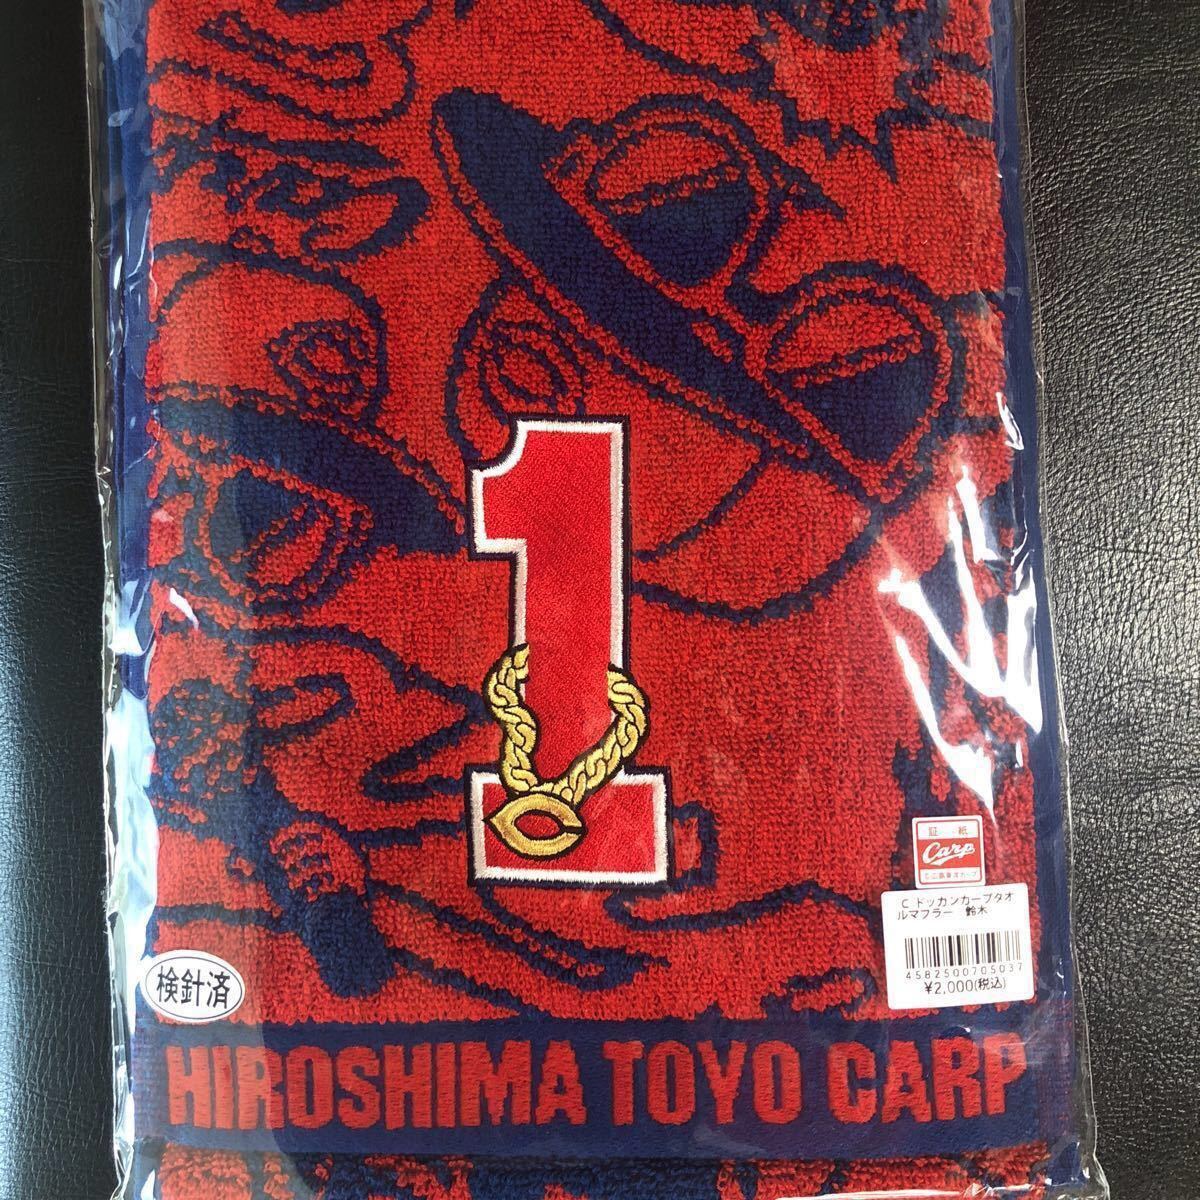 1
証 紙
Carp
C ドッカンカープタオ
ルマフラー 鈴木
4582500705037
¥2,000(税込)
検針済
HIROSHIMA TOYO CARP